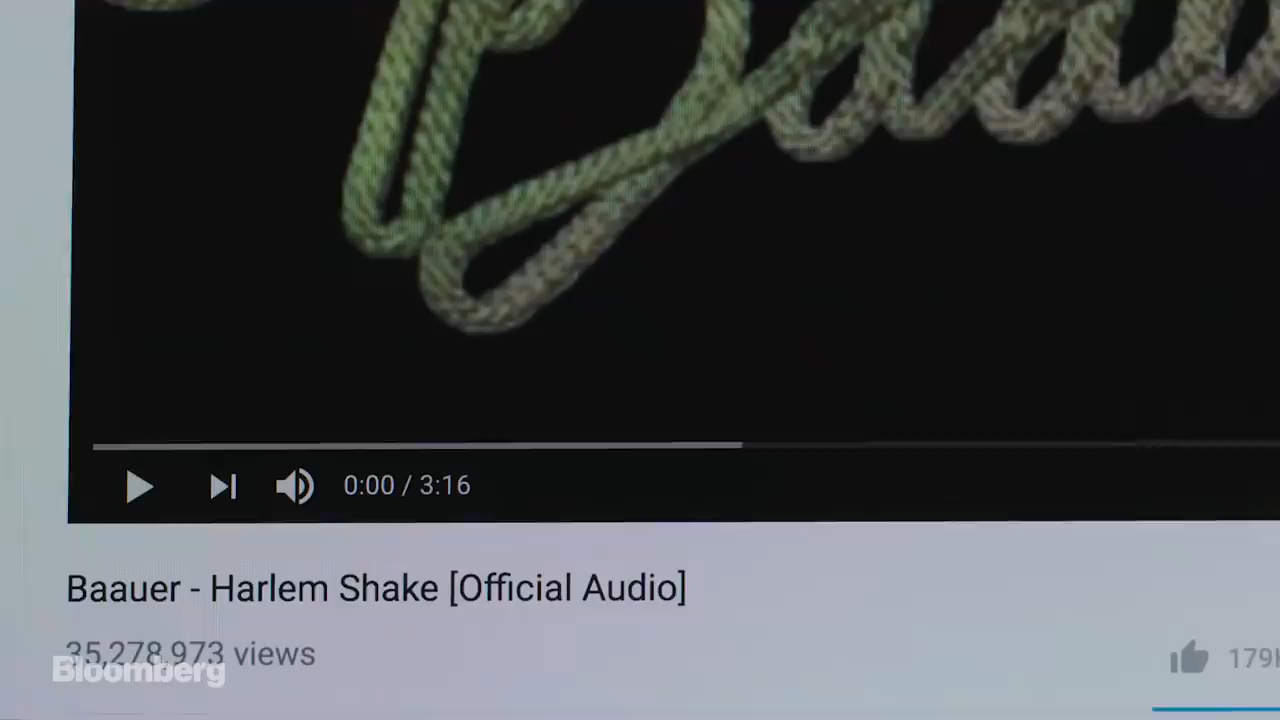 0:00 / 3:16
Baauer - Harlem Shake [Official Audio]
35,278,973 views
Bloomberg